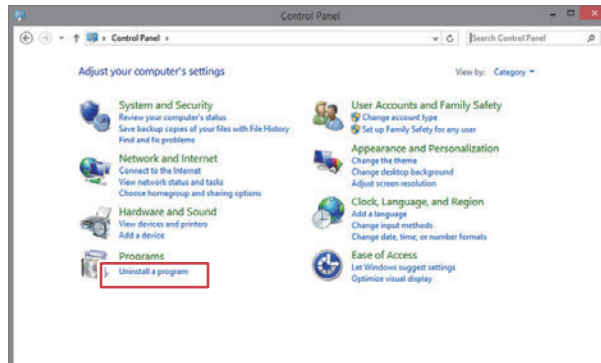 Control Panel
Control Panel
Search Control Panel
Adjust your computer's settings
View by: Category
System and Security
Review your computer's status
Save backup copies of your files with File History
Find and fix problems
Network and Internet
Connect to the Internet
View network status and tasks
Choose homegroup and sharing options
Hardware and Sound
View devices and printers
Add a device
Programs
Uninstall a program
User Accounts and Family Safety
Change account type
Set up Family Safety for any user
Appearance and Personalization
Change the theme
Change desktop background
Adjust screen resolution
Clock, Language, and Region
Add a language
Change input methods
Change date, time, or number formats
Ease of Access
Let Windows suggest settings
Optimize visual display